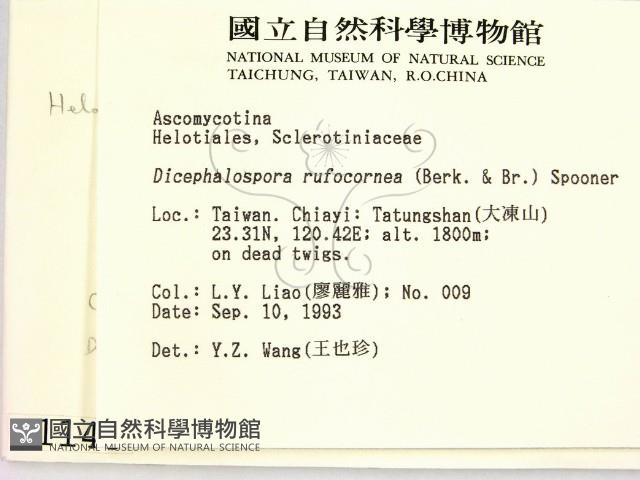 國立自然科學博物館
NATIONAL MUSEUM OF NATURAL SCIENCE
TAICHUNG, TAIWAN, R.O.CHINA
Helo
Ascomycotina
Helotiales, Sclerotiniaceae
Dicephalospora rufocornea (Berk. & Br.) Spooner
Loc.: Taiwan. Chiayi: Tatungshan(大凍山)
23.31N, 120.42E; alt. 1800m;
on dead twigs.
Col.: L.Y. Liao(廖麗雅); No. 009
Date: Sep. 10, 1993
Det.: Y.Z. Wang(王也珍)
114
國立自然科學博物館
NATIONAL MUSEUM OF NATURAL SCIENCE